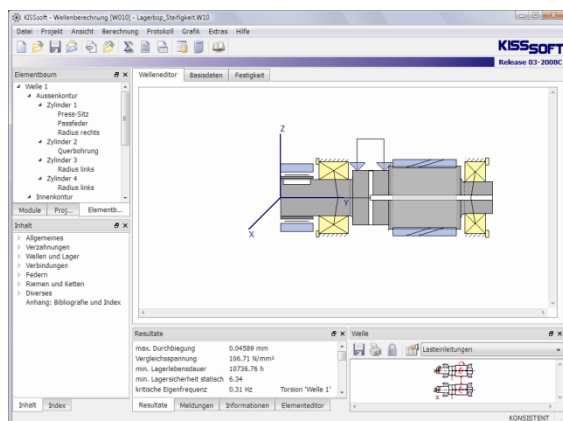 KISSsoft - Wellenberechnung [W010] - Lagerbsp_Steifigkeit.W10
Datei Projekt Ansicht Berechnung Protokoll Grafik Extras Hilfe
KISSSOFT
Release 03-2008C
Elementbaum
Welle 1
Aussenkontur
Zylinder 1
Press-Sitz
Passfeder
Radius rechts
Zylinder 2
Querbohrung
Zylinder 3
Radius links
Zylinder 4
Radius links
Innenkontur
Module Proj... Elementb...
Inhalt
Allgemeines
Verzahnungen
Wellen und Lager
Verbindungen
Federn
Riemen und Ketten
Diverses
Anhang: Bibliografie und Index
Inhalt Index
Welleneditor Basisdaten Festigkeit
Z
Y
X
Resultate
max. Durchbiegung 0.04589 mm
Vergleichsspannung 106.71 N/mm²
min. Lagerlebensdauer 10736.76 h
min. Lagersicherheit statisch 6.34
kritische Eigenfrequenz 0.31 Hz Torsion 'Welle 1'
Resultate Meldungen Informationen Elementeditor
Welle
Lasteinleitungen
KONSISTENT